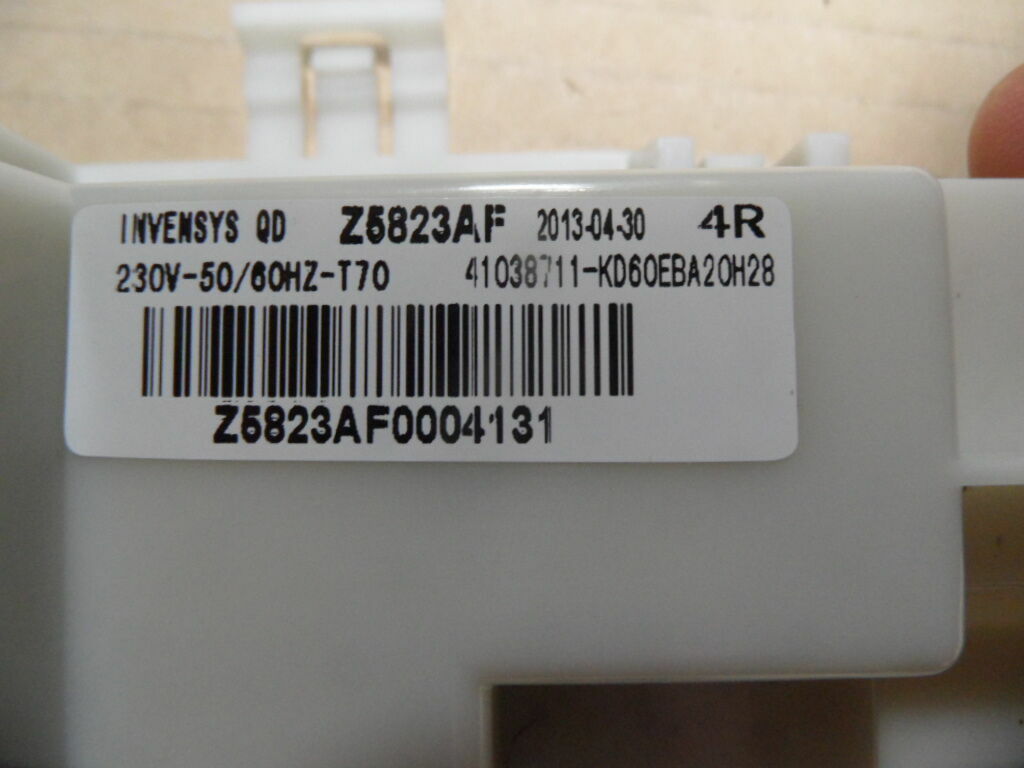 INVENSYS QD Z5823AF 2013-04-30 4R
230V-50/60HZ-T70 41038711-KD60EBA20H28
Z5823AF0004131